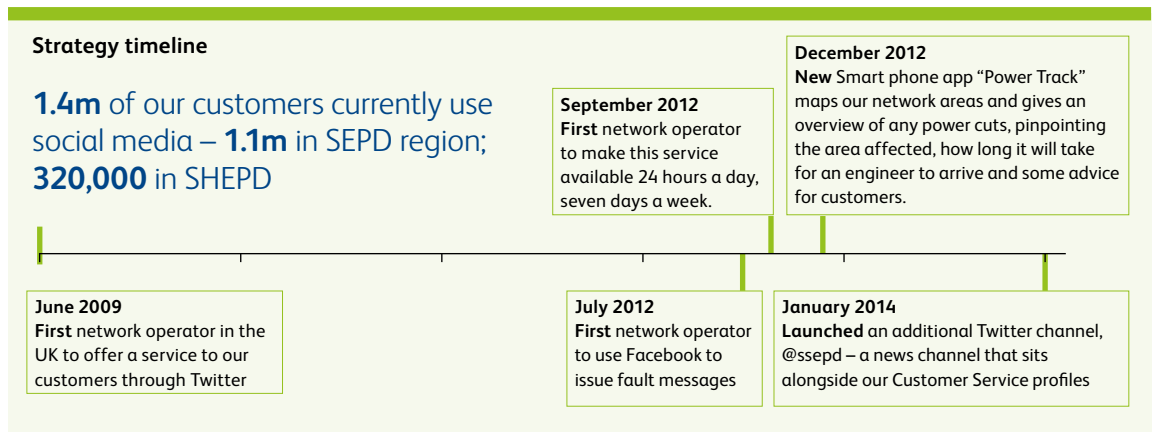 Strategy timeline
1.4m of our customers currently use
social media – 1.1m in SEPD region;
320,000 in SHEPD
September 2012
First network operator
to make this service
available 24 hours a day,
seven days a week.
December 2012
New Smart phone app “Power Track”
maps our network areas and gives an
overview of any power cuts, pinpointing
the area affected, how long it will take
for an engineer to arrive and some advice
for customers.
June 2009
First network operator in the
UK to offer a service to our
customers through Twitter
July 2012
First network operator
to use Facebook to
issue fault messages
January 2014
Launched an additional Twitter channel,
@ssepd – a news channel that sits
alongside our Customer Service profiles